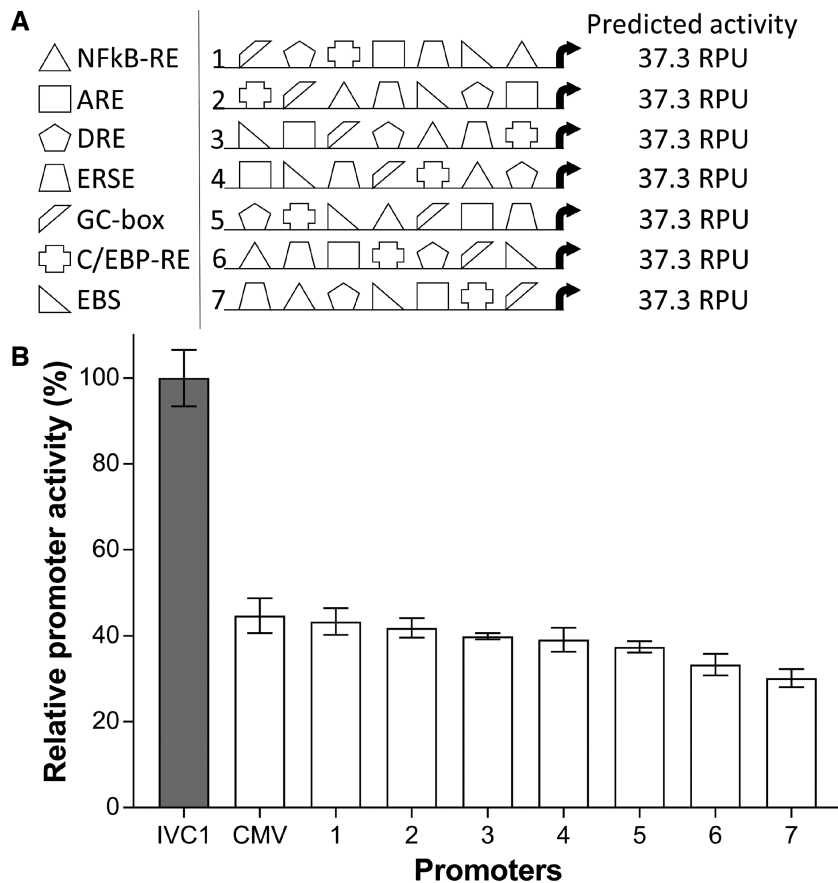 A
Predicted activity
NFkB-RE
ARE
DRE
ERSE
GC-box
C/EBP-RE
EBS
1 37.3 RPU
2 37.3 RPU
3 37.3 RPU
4 37.3 RPU
5 37.3 RPU
6 37.3 RPU
7 37.3 RPU
B
Relative promoter activity (%)
100
80
60
40
20
0
IVC1 CMV 1 2 3 4 5 6 7
Promoters